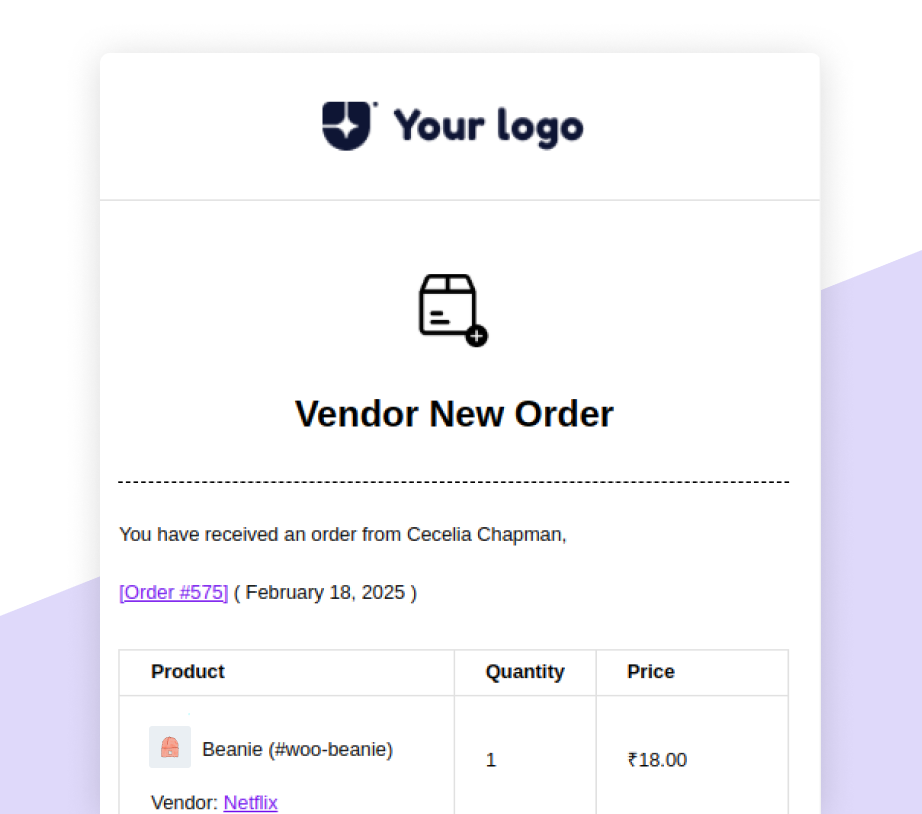 Your logo
Vendor New Order
You have received an order from Cecelia Chapman,
[Order #575] ( February 18, 2025 )
Product Quantity Price
Beanie (#woo-beanie) 1 ₹18.00
Vendor: Netflix